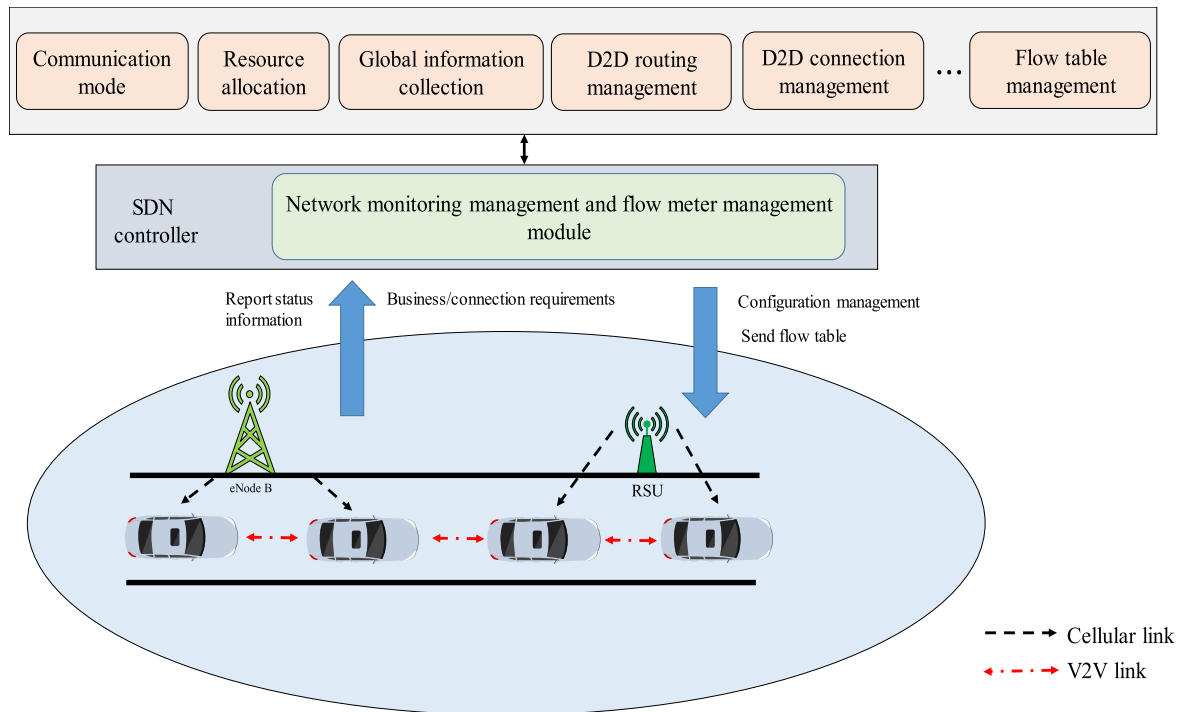 Communication
mode
Resource
allocation
Global information
collection
D2D routing
management
D2D connection
management
...
Flow table
management
SDN
controller
Network monitoring management and flow meter management
module
Report status
information
Business/connection requirements
Configuration management
Send flow table
eNode B
RSU
Cellular link
V2V link